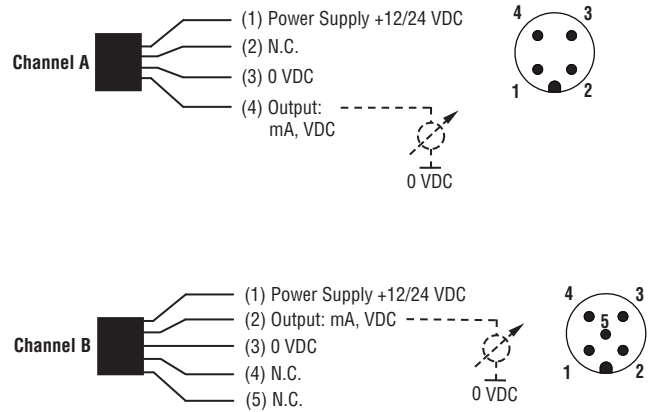 Channel A
(1) Power Supply +12/24 VDC
(2) N.C.
(3) 0 VDC
(4) Output:
mA, VDC
0 VDC
4 3
1 2
Channel B
(1) Power Supply +12/24 VDC
(2) Output: mA, VDC
(3) 0 VDC
(4) N.C.
(5) N.C.
0 VDC
4 3
5
1 2